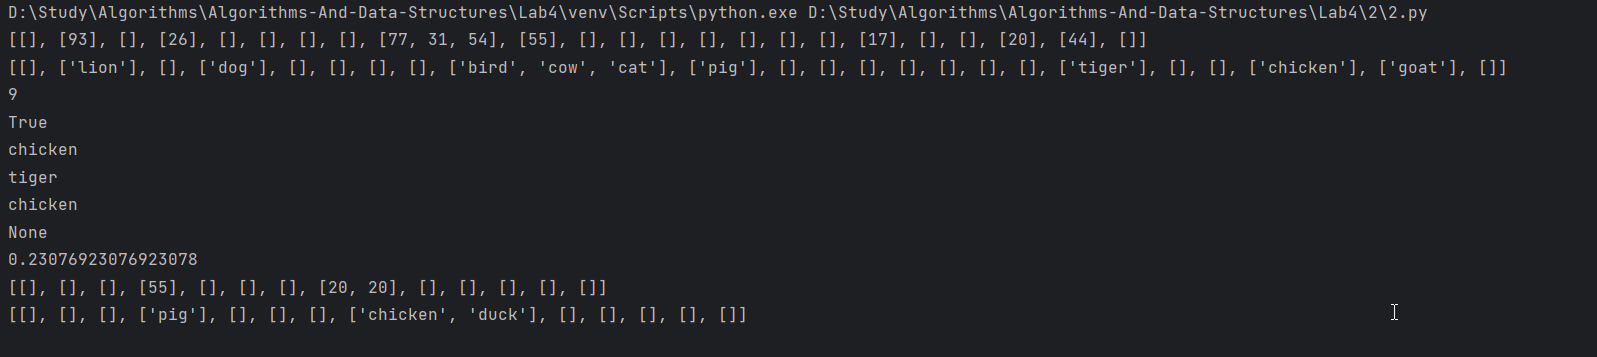 D:\Study\Algorithms\Algorithms-And-Data-Structures\Lab4\venv\Scripts\python.exe D:\Study\Algorithms\Algorithms-And-Data-Structures\Lab4\2\2.py
[[], [93], [], [26], [], [], [], [], [77, 31, 54], [55], [], [], [], [], [], [], [], [17], [], [], [20], [44], []]
[[], ['lion'], [], ['dog'], [], [], [], [], ['bird', 'cow', 'cat'], ['pig'], [], [], [], [], [], [], [], ['tiger'], [], [], ['chicken'], ['goat'], []]
9
True
chicken
tiger
chicken
None
0.23076923076923078
[[], [], [], [55], [], [], [], [20, 20], [], [], [], [], []]
[[], [], [], ['pig'], [], [], [], ['chicken', 'duck'], [], [], [], [], []]